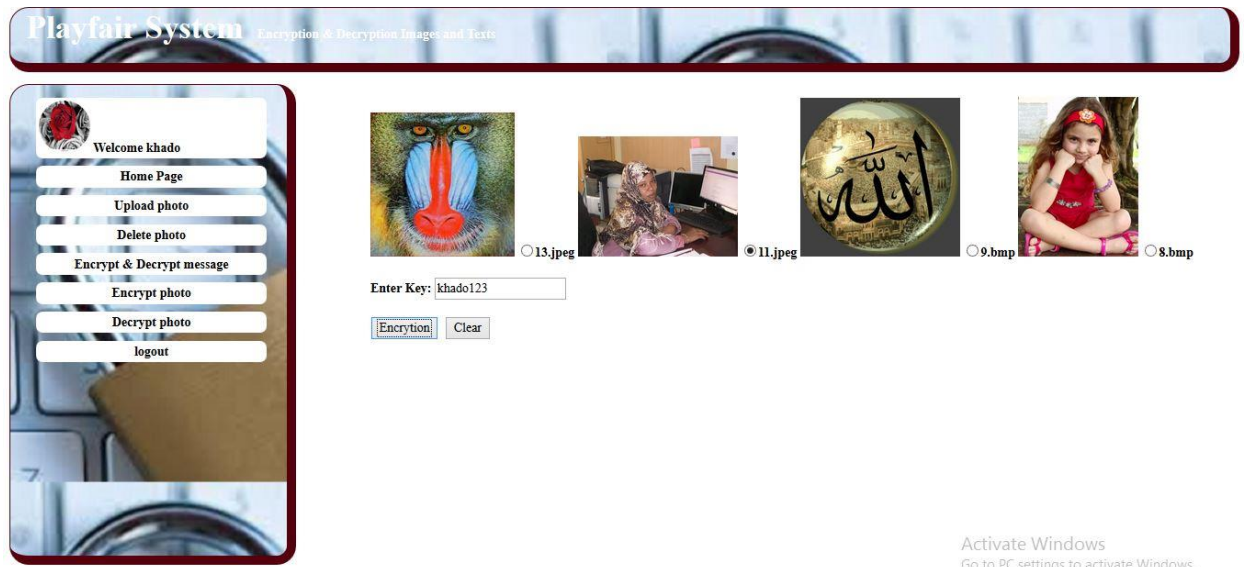 Playfair System Encryption & Decryption Images and Texts
Welcome khado
Home Page
Upload photo
Delete photo
Encrypt & Decrypt message
Encrypt photo
Decrypt photo
logout
الله
13.jpeg 11.jpeg 9.bmp 8.bmp
Enter Key: khado123
Encrytion Clear
Activate Windows
Go to PC settings to activate Windows